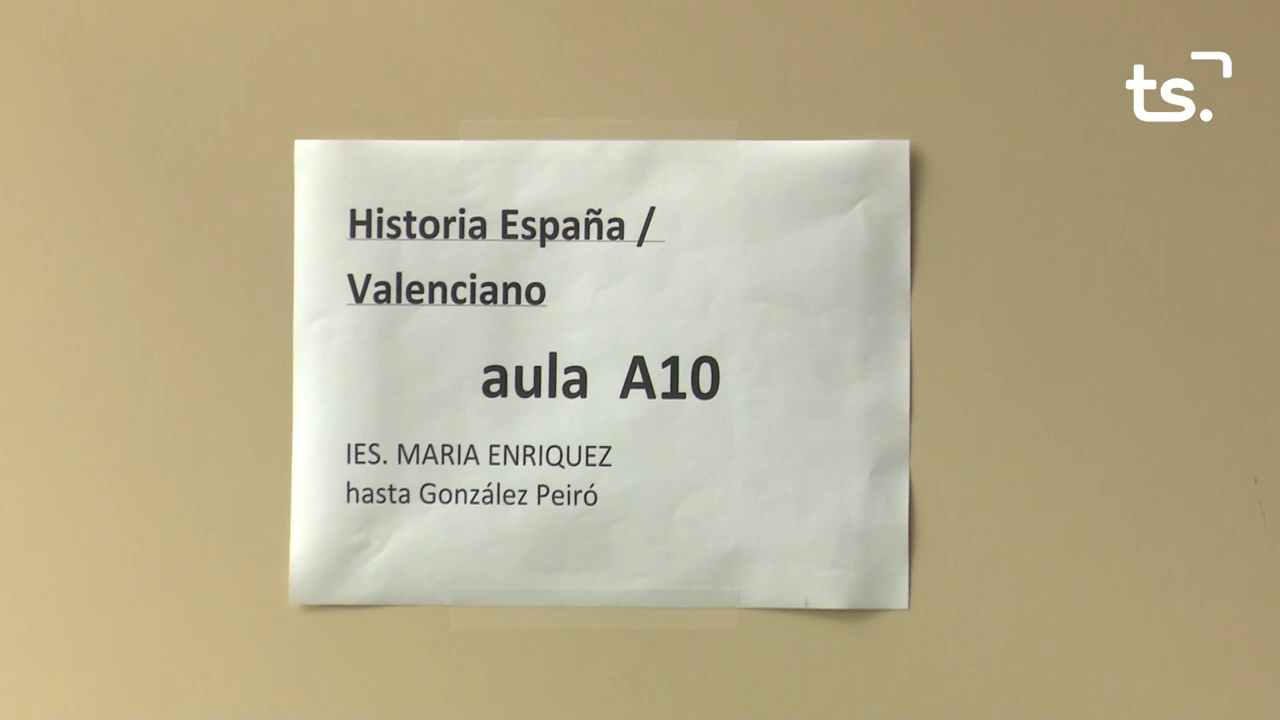 ts.
Historia España /
Valenciano
aula A10
IES. MARIA ENRIQUEZ
hasta González Peiró